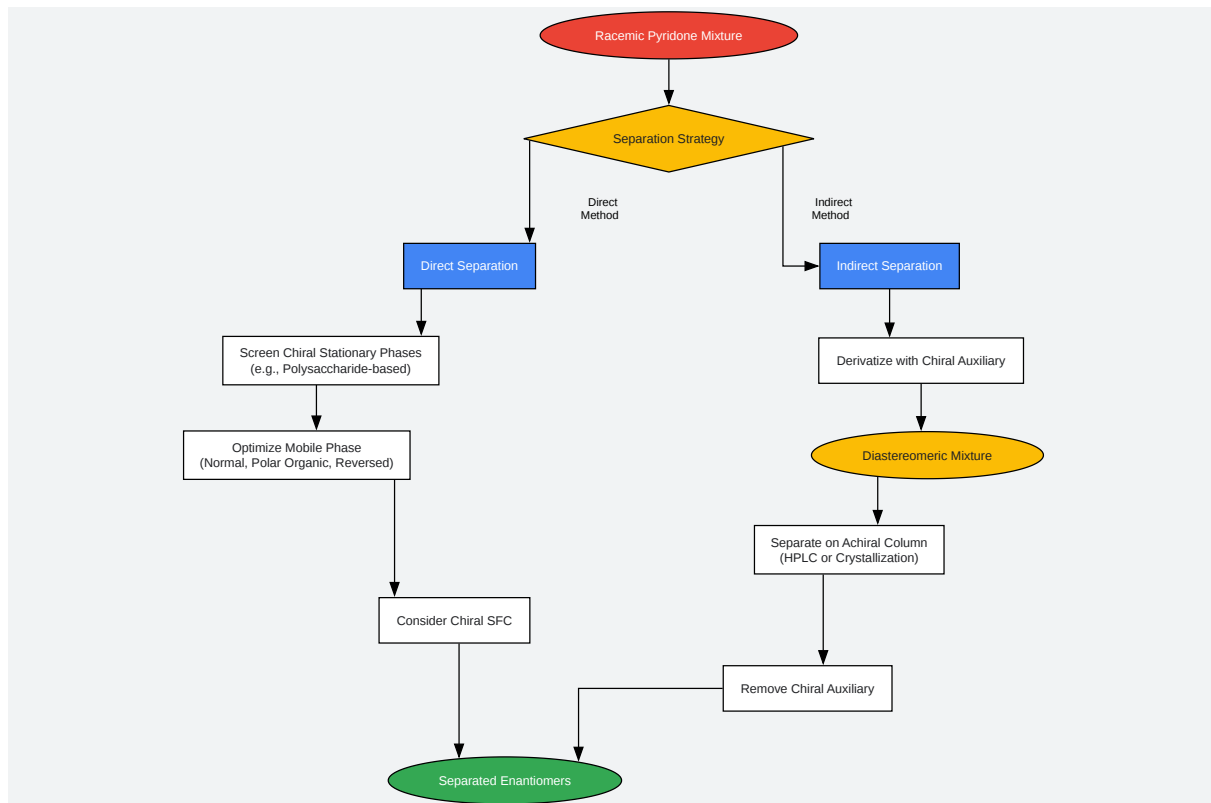 Racemic Pyridone Mixture
Separation Strategy
Direct
Method
Indirect
Method
Direct Separation
Indirect Separation
Screen Chiral Stationary Phases
(e.g., Polysaccharide-based)
Derivatize with Chiral Auxiliary
Optimize Mobile Phase
(Normal, Polar Organic, Reversed)
Diastereomeric Mixture
Separate on Achiral Column
(HPLC or Crystallization)
Consider Chiral SFC
Remove Chiral Auxiliary
Separated Enantiomers